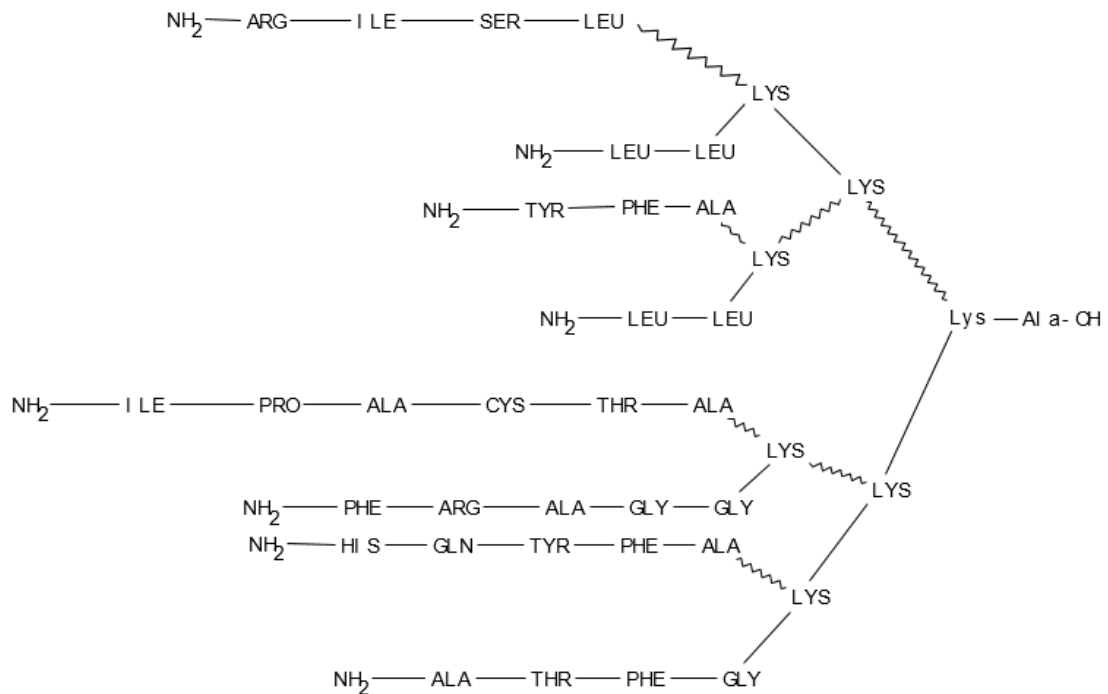 NH2 ARG ILE SER LEU
LYS
NH2 LEU LEU
LYS
NH2 TYR PHE ALA
LYS
NH2 LEU LEU
Lys Ala-OH
NH2 ILE PRO ALA CYS THR ALA
LYS
LYS
NH2 PHE ARG ALA GLY GLY
NH2 HIS GLN TYR PHE ALA
LYS
NH2 ALA THR PHE GLY